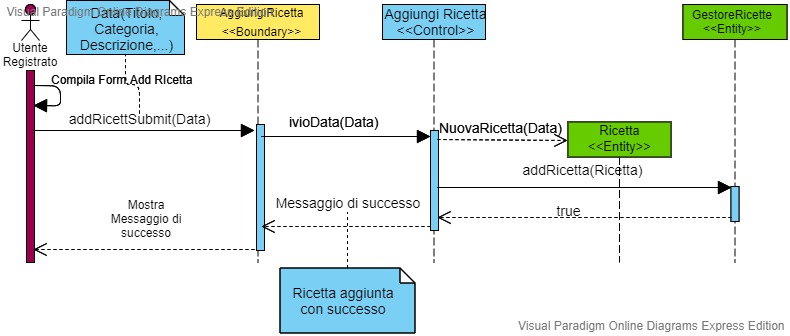 Visual Paradigm Online Diagrams Express Edition
Data(Titolo,
Categoria,
Descrizione,...)
AggiungiRicetta
<<Boundary>>
Aggiungi Ricetta
<<Control>>
GestoreRicette
<<Entity>>
Utente
Registrato
Compila Form Add RIcetta
addRicettSubmit(Data)
ivioData(Data)
NuovaRicetta(Data)
Ricetta
<<Entity>>
addRicetta(Ricetta)
Mostra
Messaggio di
successo
Messaggio di successo
true
Ricetta aggiunta
con successo
Visual Paradigm Online Diagrams Express Edition